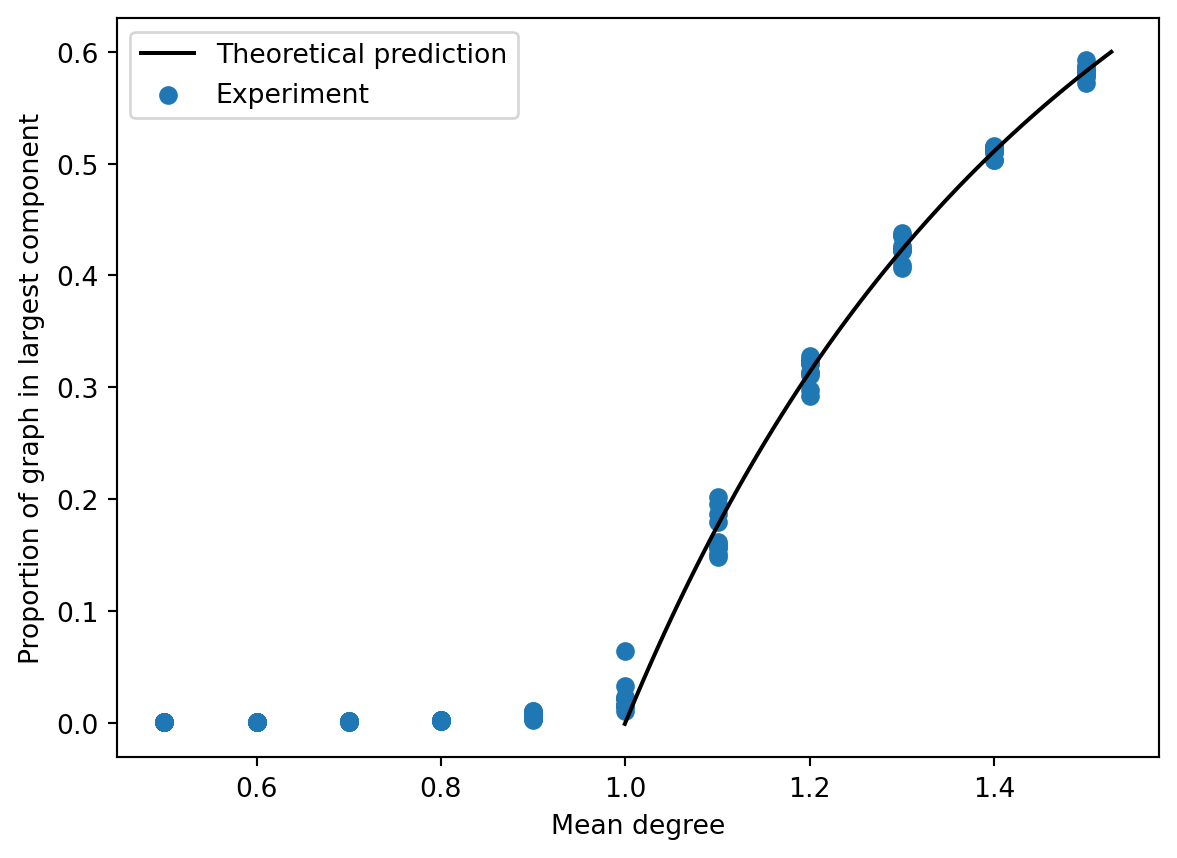 Theoretical prediction
Experiment
Proportion of graph in largest component
0.6
0.5
0.4
0.3
0.2
0.1
0.0
0.6 0.8 1.0 1.2 1.4
Mean degree